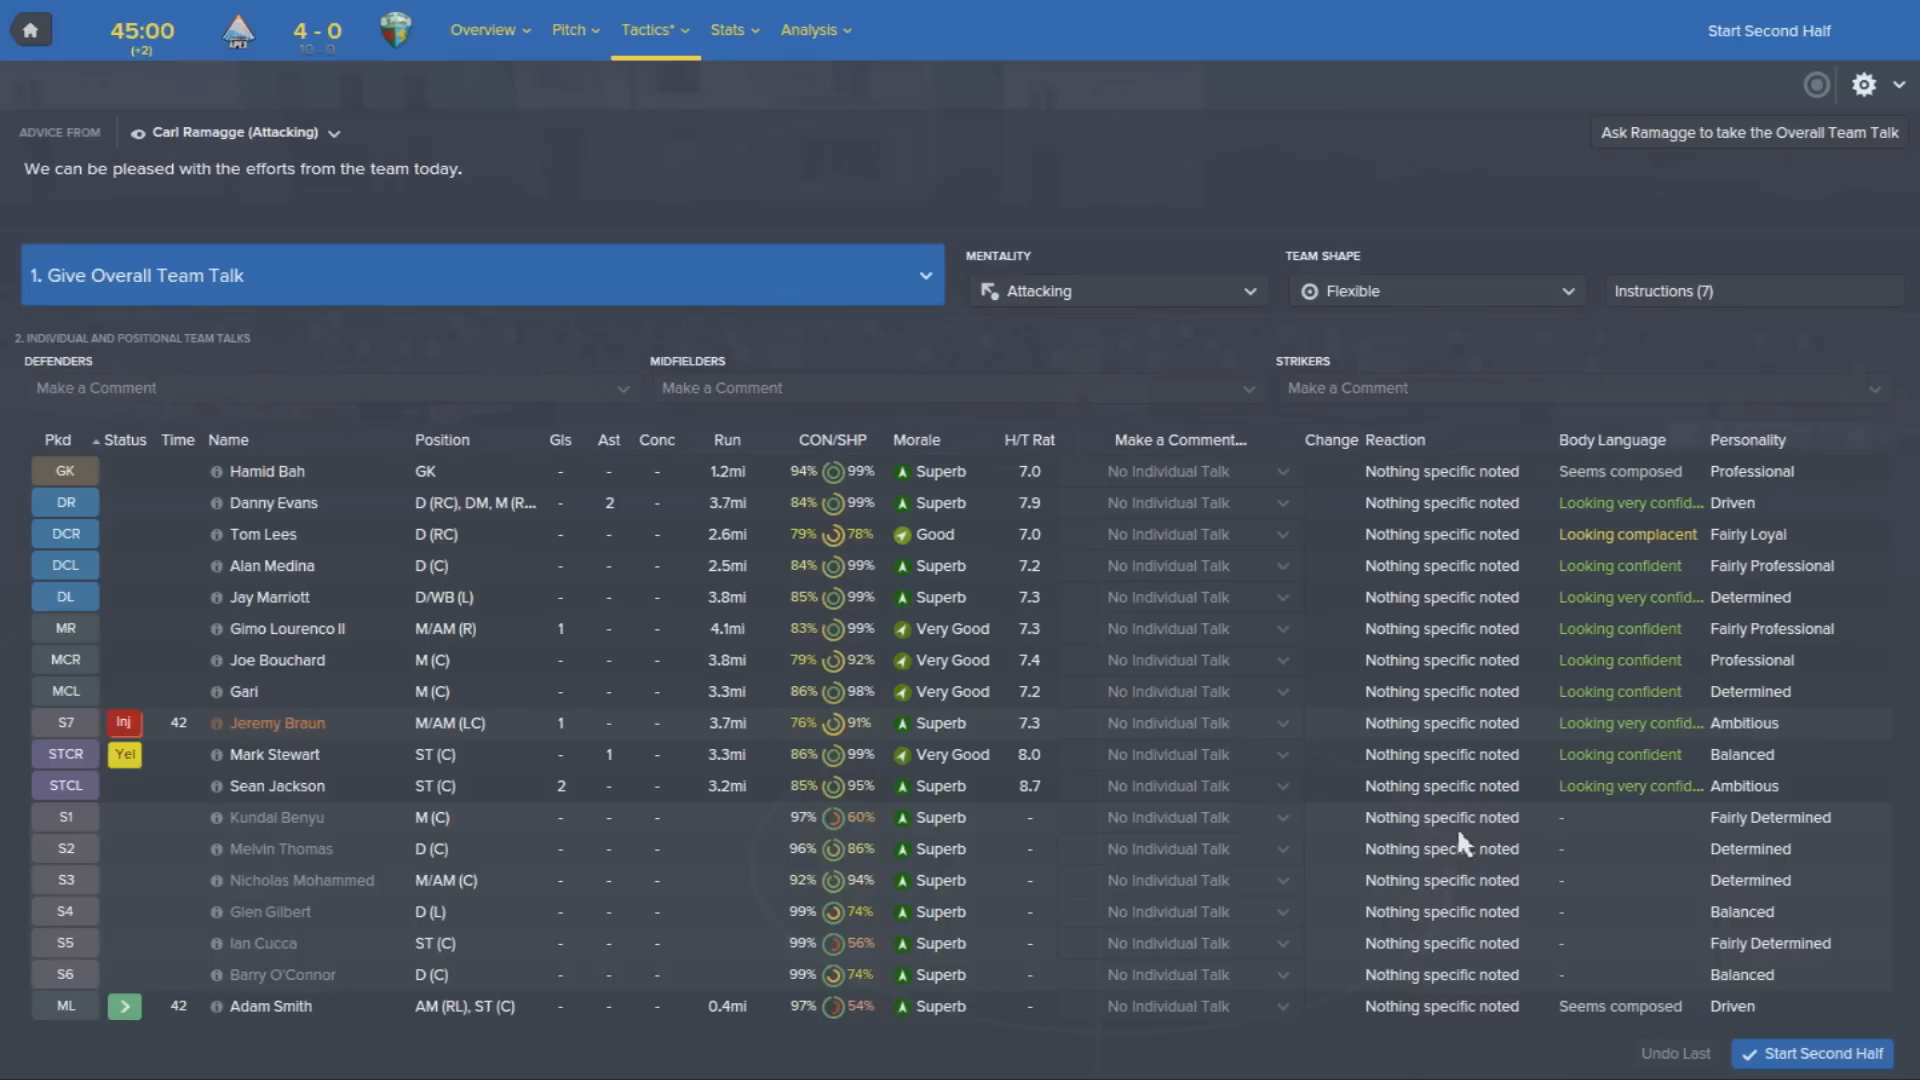 45:00
(+2)
APEX
4 - 0
10 - 0
Overview
Pitch
Tactics*
Stats
Analysis
Start Second Half
ADVICE FROM
Carl Ramagge (Attacking)
Ask Ramagge to take the Overall Team Talk
We can be pleased with the efforts from the team today.
1. Give Overall Team Talk
MENTALITY
Attacking
TEAM SHAPE
Flexible
Instructions (7)
2. INDIVIDUAL AND POSITIONAL TEAM TALKS
DEFENDERS MIDFIELDERS STRIKERS
Make a Comment Make a Comment Make a Comment
Pkd Status Time Name Position Gls Ast Conc Run CON/SHP Morale H/T Rat Make a Comment... Change Reaction Body Language Personality
GK Hamid Bah GK - - - 1.2mi 94% 99% Superb 7.0 No Individual Talk Nothing specific noted Seems composed Professional
DR Danny Evans D (RC), DM, M (R... - 2 - 3.7mi 84% 99% Superb 7.9 No Individual Talk Nothing specific noted Looking very confid... Driven
DCR Tom Lees D (RC) - - - 2.6mi 79% 78% Good 7.0 No Individual Talk Nothing specific noted Looking complacent Fairly Loyal
DCL Alan Medina D (C) - - - 2.5mi 84% 99% Superb 7.2 No Individual Talk Nothing specific noted Looking confident Fairly Professional
DL Jay Marriott D/WB (L) - - - 3.8mi 85% 99% Superb 7.3 No Individual Talk Nothing specific noted Looking very confid... Determined
MR Gimo Lourenco II M/AM (R) 1 - - 4.1mi 83% 99% Very Good 7.3 No Individual Talk Nothing specific noted Looking confident Fairly Professional
MCR Joe Bouchard M (C) - - - 3.8mi 79% 92% Very Good 7.4 No Individual Talk Nothing specific noted Looking confident Professional
MCL Gari M (C) - - - 3.3mi 86% 98% Very Good 7.2 No Individual Talk Nothing specific noted Looking confident Determined
S7 Inj 42 Jeremy Braun M/AM (LC) 1 - - 3.7mi 76% 91% Superb 7.3 No Individual Talk Nothing specific noted Looking very confid... Ambitious
STCR Yel Mark Stewart ST (C) - 1 - 3.3mi 86% 99% Very Good 8.0 No Individual Talk Nothing specific noted Looking confident Balanced
STCL Sean Jackson ST (C) 2 - - 3.2mi 85% 95% Superb 8.7 No Individual Talk Nothing specific noted Looking very confid... Ambitious
S1 Kundai Benyu M (C) - - - 97% 60% Superb - No Individual Talk Nothing specific noted - Fairly Determined
S2 Melvin Thomas D (C) - - - 96% 86% Superb - No Individual Talk Nothing specific noted - Determined
S3 Nicholas Mohammed M/AM (C) - - - 92% 94% Superb - No Individual Talk Nothing specific noted - Determined
S4 Glen Gilbert D (L) - - - 99% 74% Superb - No Individual Talk Nothing specific noted - Balanced
S5 Ian Cucca ST (C) - - - 99% 56% Superb - No Individual Talk Nothing specific noted - Fairly Determined
S6 Barry O'Connor D (C) - - - 99% 74% Superb - No Individual Talk Nothing specific noted - Balanced
ML 42 Adam Smith AM (RL), ST (C) - - - 0.4mi 97% 54% Superb - No Individual Talk Nothing specific noted Seems composed Driven
Undo Last
Start Second Half